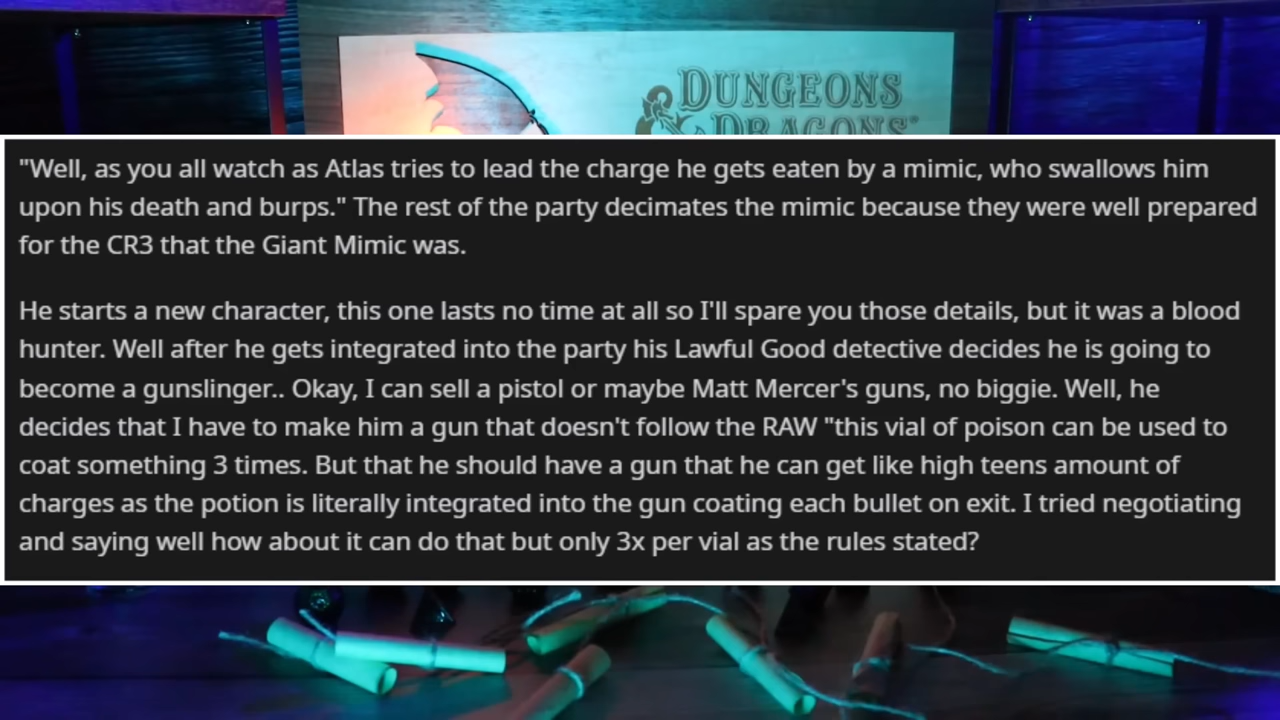 DUNGEONS
DRAGONS
"Well, as you all watch as Atlas tries to lead the charge he gets eaten by a mimic, who swallows him
upon his death and burps." The rest of the party decimates the mimic because they were well prepared
for the CR3 that the Giant Mimic was.
He starts a new character, this one lasts no time at all so I'll spare you those details, but it was a blood
hunter. Well after he gets integrated into the party his Lawful Good detective decides he is going to
become a gunslinger.. Okay, I can sell a pistol or maybe Matt Mercer's guns, no biggie. Well, he
decides that I have to make him a gun that doesn't follow the RAW "this vial of poison can be used to
coat something 3 times. But that he should have a gun that he can get like high teens amount of
charges as the potion is literally integrated into the gun coating each bullet on exit. I tried negotiating
and saying well how about it can do that but only 3x per vial as the rules stated?